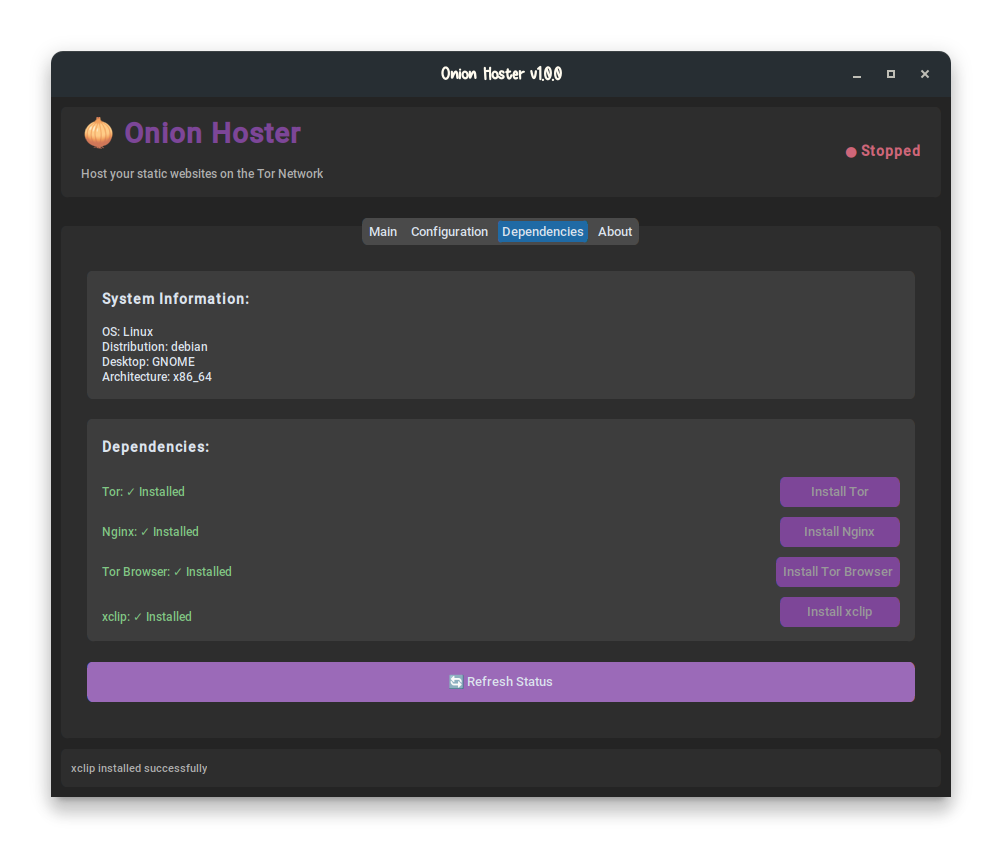 Onion Hoster v1.0.0
Onion Hoster
Host your static websites on the Tor Network
Stopped
Main Configuration Dependencies About
System Information:
OS: Linux
Distribution: debian
Desktop: GNOME
Architecture: x86_64
Dependencies:
Tor: ✓ Installed
Install Tor
Nginx: ✓ Installed
Install Nginx
Tor Browser: ✓ Installed
Install Tor Browser
xclip: ✓ Installed
Install xclip
Refresh Status
xclip installed successfully